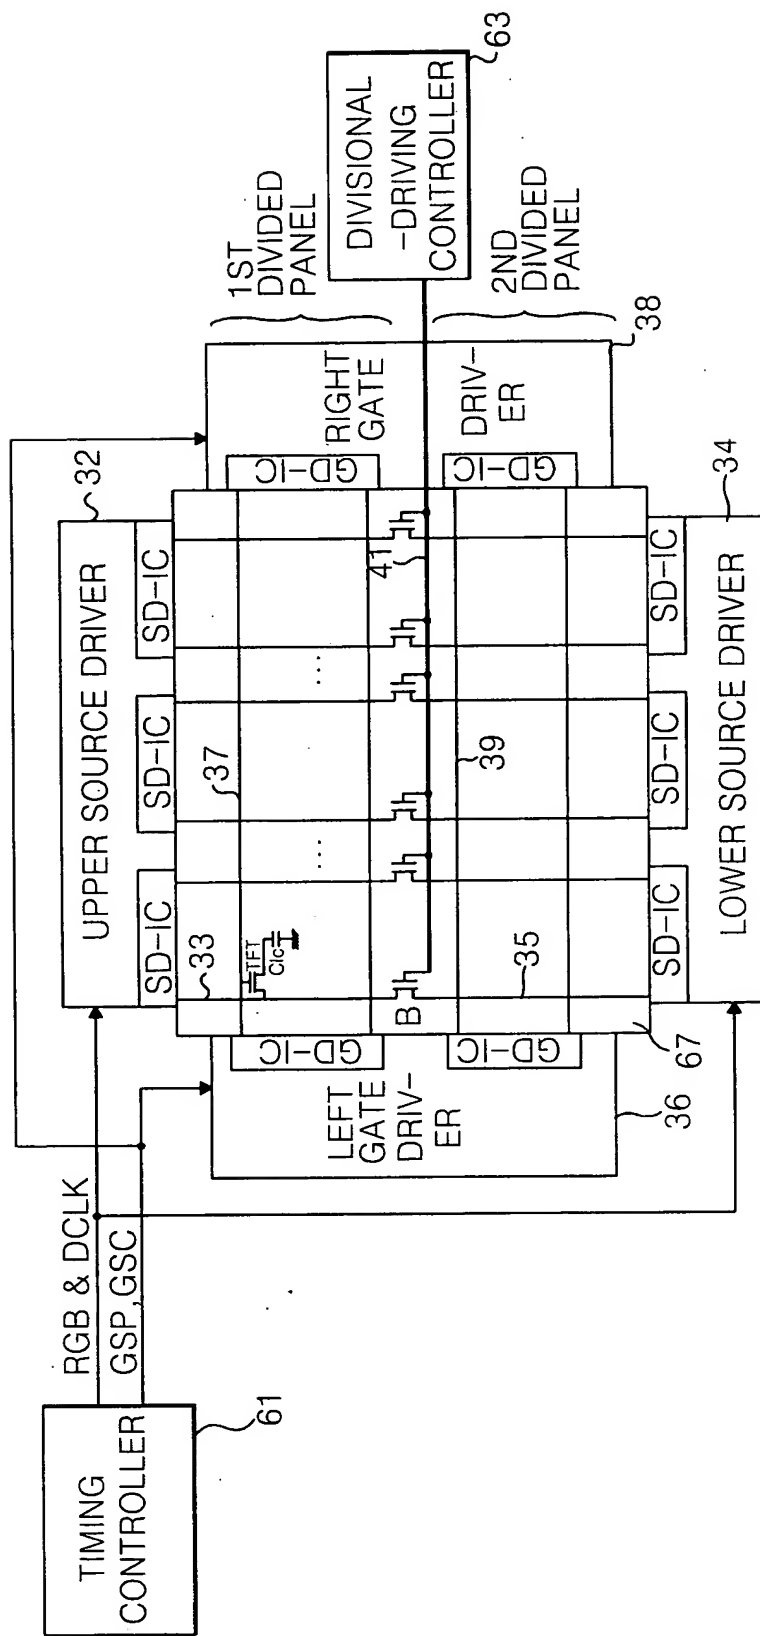 TIMING
CONTROLLER
61
RGB & DCLK
GSP,GSC
UPPER SOURCE DRIVER
32
SD-IC
SD-IC
SD-IC
LEFT
GATE
DRIV-
ER
36
GD-IC
GD-IC
33
TFT
Clc
37
...
...
B
41
35
39
67
GD-IC
GD-IC
RIGHT
GATE
DRIV-
ER
38
1ST
DIVIDED
PANEL
2ND
DIVIDED
PANEL
DIVISIONAL
-DRIVING
CONTROLLER
63
SD-IC
SD-IC
SD-IC
LOWER SOURCE DRIVER
34